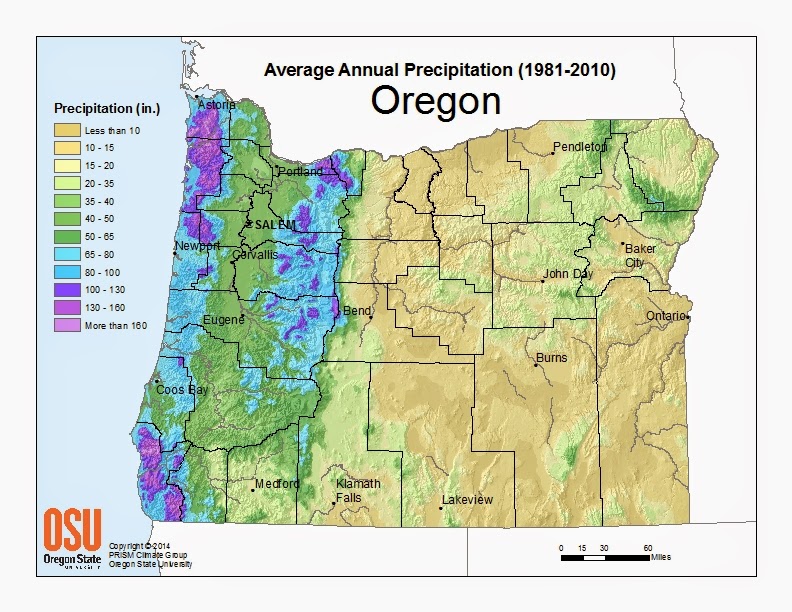 Average Annual Precipitation (1981-2010)
Oregon
Precipitation (in.)
Less than 10
10 - 15
15 - 20
20 - 35
35 - 40
40 - 50
50 - 65
65 - 80
80 - 100
100 - 130
130 - 160
More than 160
Astoria
Portland
Pendleton
SALEM
Newport
Corvallis
Baker
City
John Day
Eugene
Bend
Ontario
Burns
Coos Bay
Medford
Klamath
Falls
Lakeview
OSU
Oregon State
UNIVERSITY
Copyright © 2014
PRISM Climate Group
Oregon State University
0 15 30 60
Miles